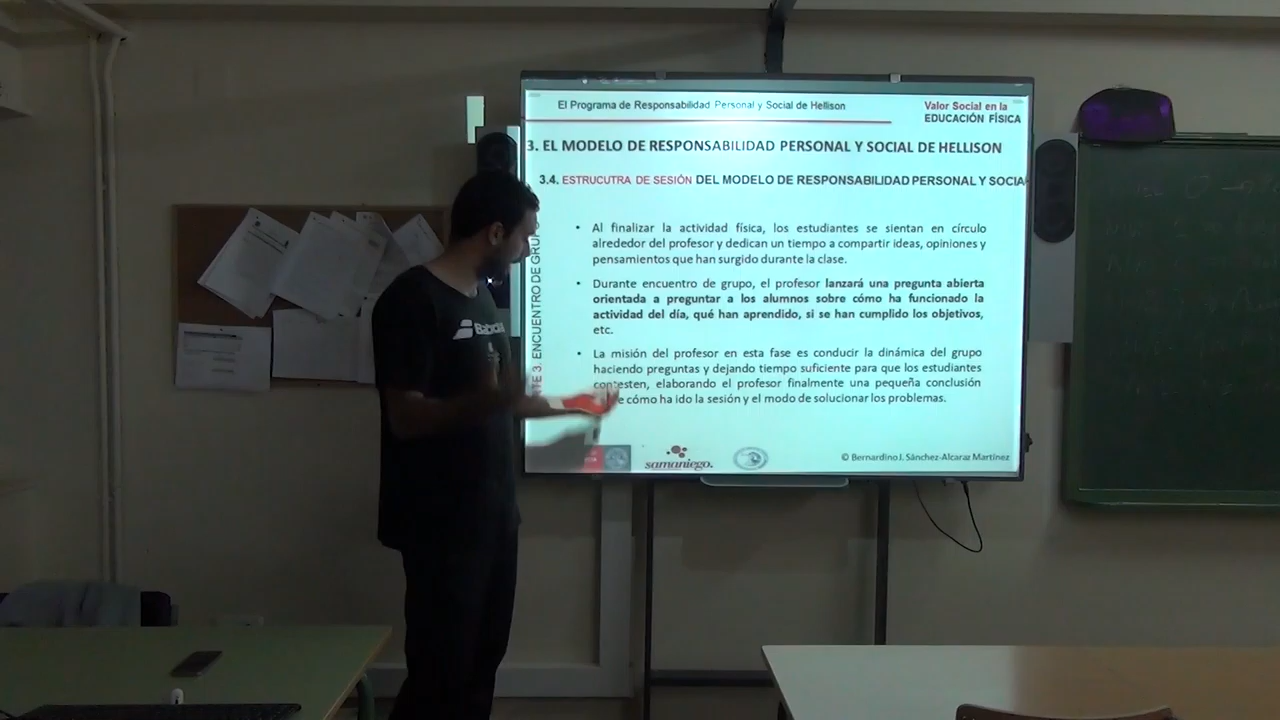 El Programa de Responsabilidad Personal y Social de Hellison
Valor Social en la
EDUCACIÓN FÍSICA
3. EL MODELO DE RESPONSABILIDAD PERSONAL Y SOCIAL DE HELLISON
3.4. ESTRUCUTRA DE SESIÓN DEL MODELO DE RESPONSABILIDAD PERSONAL Y SOCIA
3. ENCUENTRO DE GRUPO
• Al finalizar la actividad física, los estudiantes se sientan en círculo
alrededor del profesor y dedican un tiempo a compartir ideas, opiniones y
pensamientos que han surgido durante la clase.
• Durante encuentro de grupo, el profesor lanzará una pregunta abierta
orientada a preguntar a los alumnos sobre cómo ha funcionado la
actividad del día, qué han aprendido, si se han cumplido los objetivos,
etc.
• La misión del profesor en esta fase es conducir la dinámica del grupo
haciendo preguntas y dejando tiempo suficiente para que los estudiantes
contesten, elaborando el profesor finalmente una pequeña conclusión
cómo ha ido la sesión y el modo de solucionar los problemas.
samaniego.
© Bernardino J. Sánchez-Alcaraz Martínez
Babolat